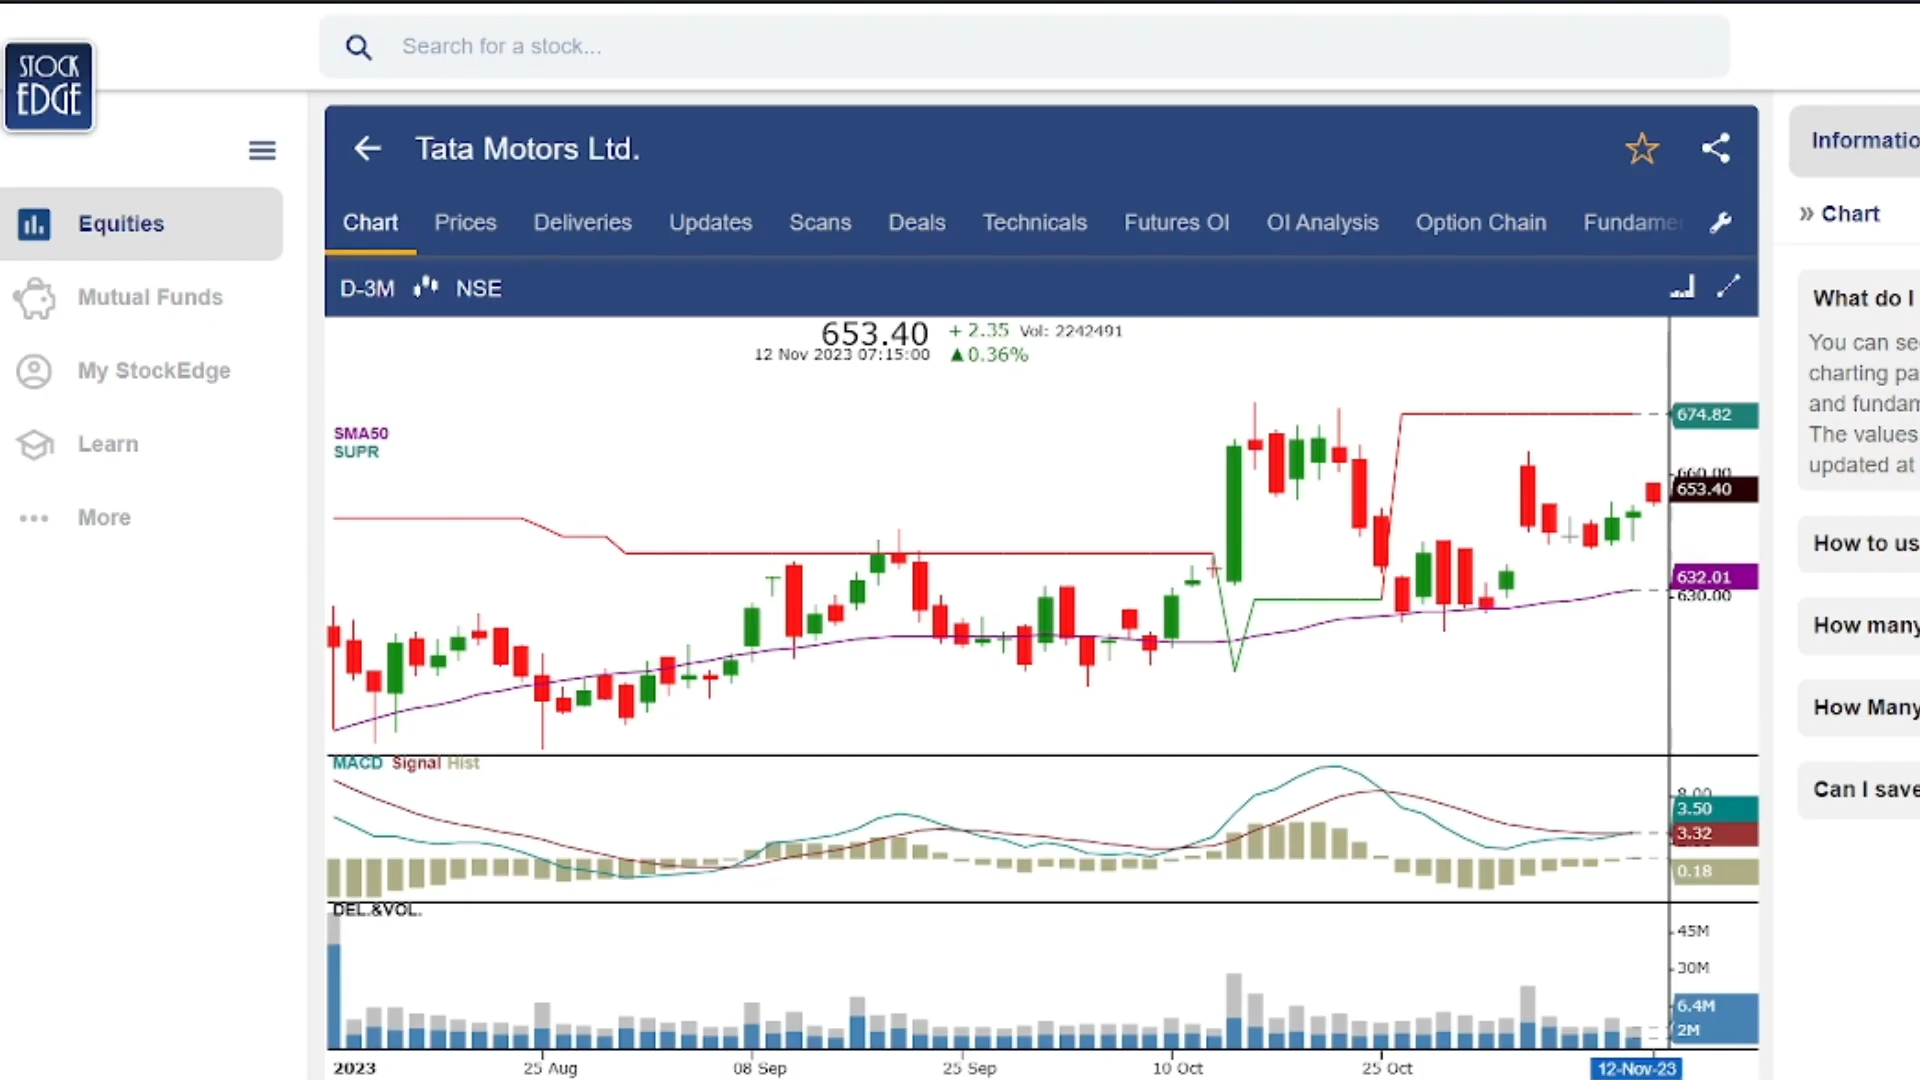 STOCK
EDGE
Search for a stock...
Equities
Mutual Funds
My StockEdge
Learn
More
Tata Motors Ltd.
Chart Prices Deliveries Updates Scans Deals Technicals Futures OI OI Analysis Option Chain Fundame
D-3M NSE
653.40 + 2.35 Vol: 2242491
12 Nov 2023 07:15:00 ▲0.36%
SMA50
SUPR
674.82
660.00
653.40
632.01
630.00
MACD Signal Hist
8.00
3.50
3.32
0.18
DEL.&VOL.
45M
30M
6.4M
2M
2023 25 Aug 08 Sep 25 Sep 10 Oct 25 Oct 12-Nov-23
Informatio
» Chart
What do I
You can se
charting pa
and fundam
The values
updated at
How to us
How many
How Many
Can I save